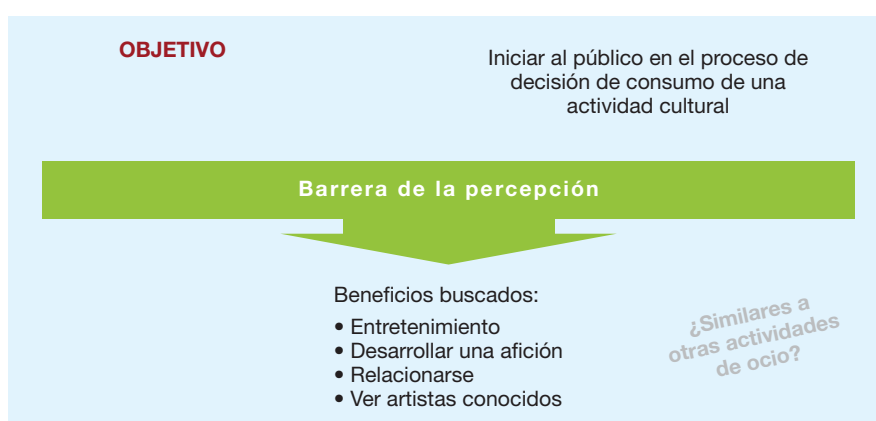 OBJETIVO
Iniciar al público en el proceso de
decisión de consumo de una
actividad cultural
Barrera de la percepción
Beneficios buscados:
• Entretenimiento
• Desarrollar una afición
• Relacionarse
• Ver artistas conocidos
¿Similares a
otras actividades
de ocio?